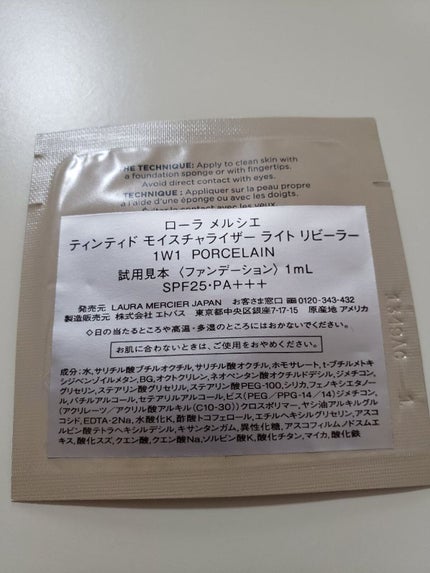 HE TECHNIQUE: Apply to clean skin with
a foundation sponge or with fingertips.
Avoid direct contact with eyes.
TECHNIQUE : Appliquer sur la peau propre
à l'aide d'une éponge ou avec les doigts.
Éviter le contact avec les yeux
ローラ メルシエ
ティンティド モイスチャライザー ライト リビーラー
1W1 PORCELAIN
試用見本〈ファンデーション〉1mL
SPF25・PA+++
発売元 LAURA MERCIER JAPAN お客さま窓口 0120-343-432
製造販売元 株式会社 エトバス 東京都中央区銀座7-17-15 原産地 アメリカ
◇日の当たるところや高温・多湿のところにはおかないでください。
お肌に合わないときは、ご使用をおやめください。
成分:水,サリチル酸ブチルオクチル,サリチル酸オクチル,ホモサレート,t-ブチルメトキ
シジベンゾイルメタン,BG,オクトクリレン,ネオペンタン酸オクチルドデシル,ジメチコン,
グリセリン,ステアリン酸グリセリル,ステアリン酸PEG-100,シリカ,フェノキシエタノー
ル,バチルアルコール,セテアリルアルコール,ビス(PEG/PPG-14/14)ジメチコン,
(アクリレーツ/アクリル酸アルキル(C10-30))クロスポリマー,ヤシ油アルキルグル
コシド,EDTA-2Na,水酸化K,酢酸トコフェロール,エチルヘキシルグリセリン,アスコ
ルビン酸テトラヘキシルデシル,キサンタンガム,異性化糖,アスコフィルムノドスムエ
キス,酸化スズ,クエン酸,クエン酸Na,ソルビン酸K,酸化チタン,マイカ,酸化鉄